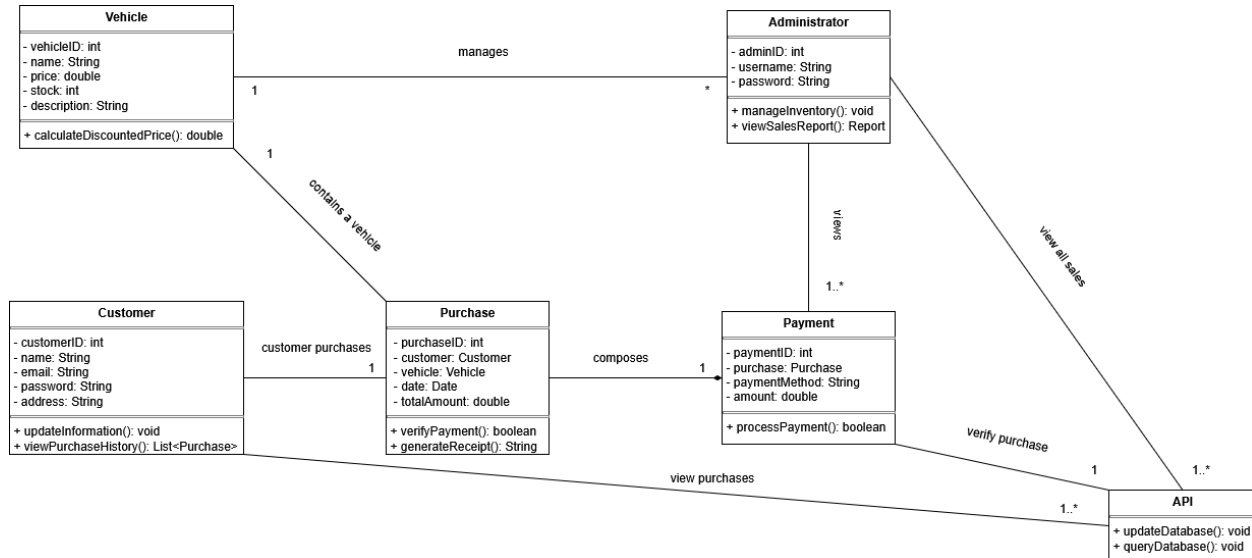 Vehicle
- vehicleID: int
- name: String
- price: double
- stock: int
- description: String
+ calculateDiscountedPrice(): double
manages
1
*
Administrator
- adminID: int
- username: String
- password: String
+ manageInventory(): void
+ viewSalesReport(): Report
1
contains a vehicle
views
1..*
view all sales
Customer
- customerID: int
- name: String
- email: String
- password: String
- address: String
+ updateInformation(): void
+ viewPurchaseHistory(): List<Purchase>
customer purchases
1
Purchase
- purchaseID: int
- customer: Customer
- vehicle: Vehicle
- date: Date
- totalAmount: double
+ verifyPayment(): boolean
+ generateReceipt(): String
composes
1
Payment
- paymentID: int
- purchase: Purchase
- paymentMethod: String
- amount: double
+ processPayment(): boolean
verify purchase
1
1..*
view purchases
1..*
API
+ updateDatabase(): void
+ queryDatabase(): void